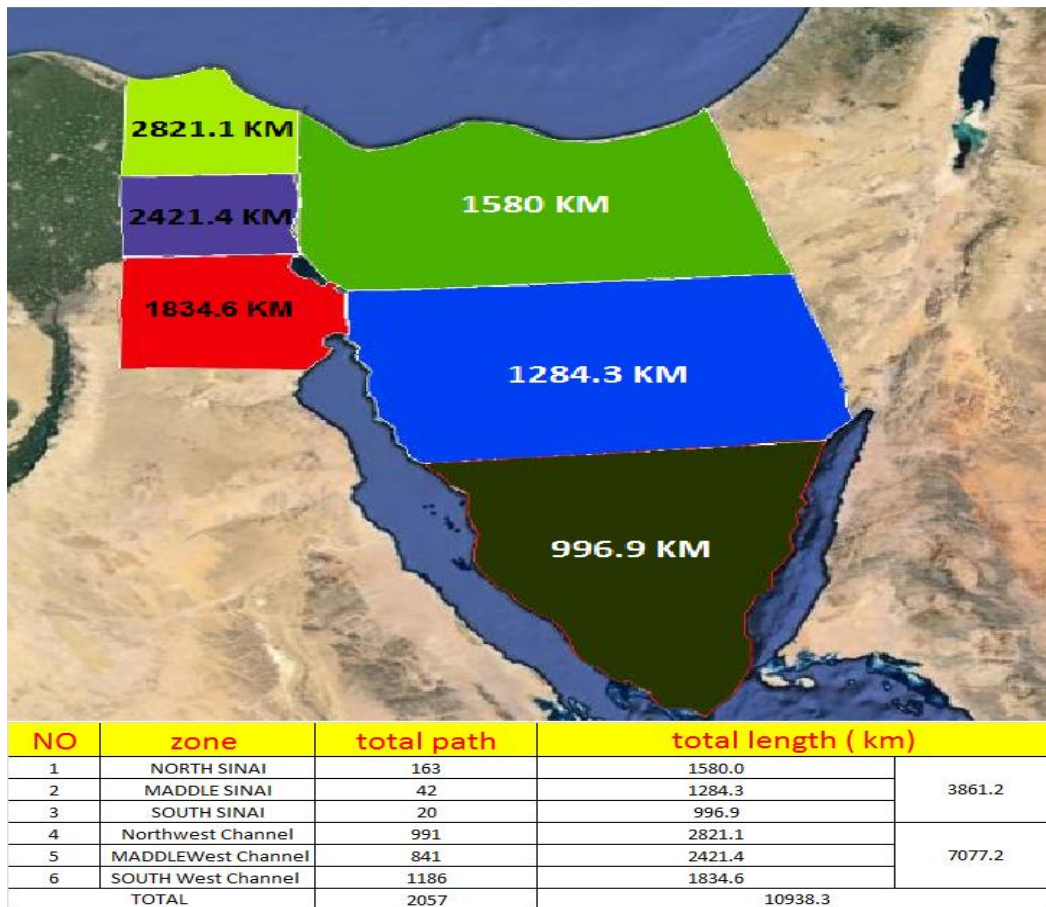 2821.1 KM
2421.4 KM
1580 KM
1834.6 KM
1284.3 KM
996.9 KM
NO zone total path total length ( km)
1 NORTH SINAI 163 1580.0 3861.2
2 MADDLE SINAI 42 1284.3
3 SOUTH SINAI 20 996.9
4 Northwest Channel 991 2821.1 7077.2
5 MADDLEWest Channel 841 2421.4
6 SOUTH West Channel 1186 1834.6
TOTAL 2057 10938.3